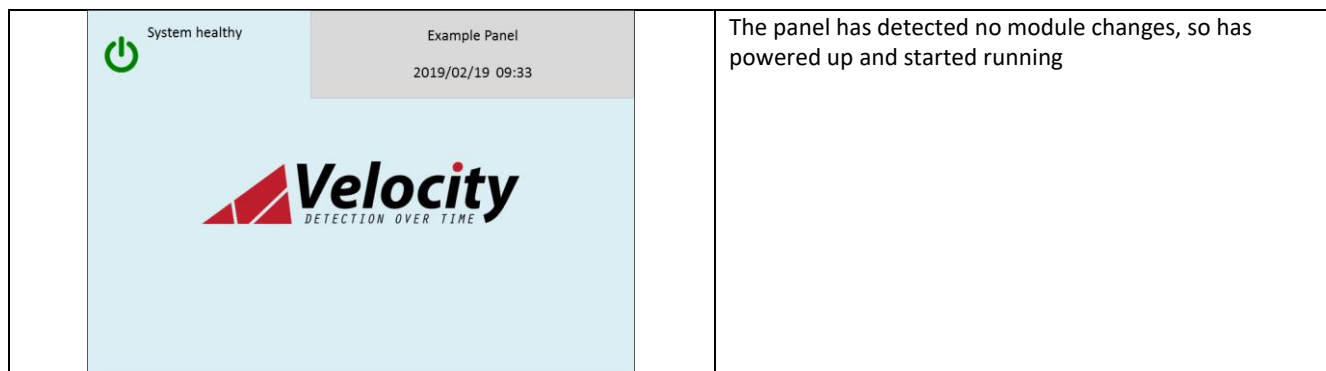 System healthy
Example Panel
2019/02/19 09:33
Velocity
DETECTION OVER TIME
The panel has detected no module changes, so has
powered up and started running